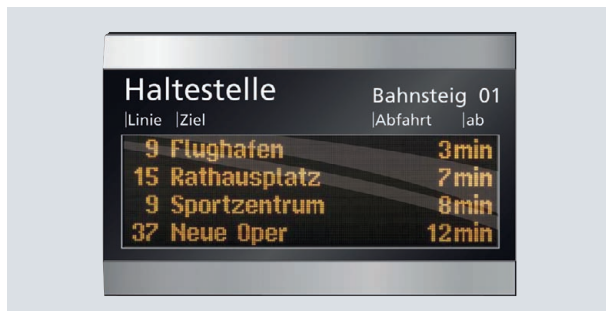 Haltestelle Bahnsteig 01
|Linie |Ziel |Abfahrt |ab
9 Flughafen 3min
15 Rathausplatz 7min
9 Sportzentrum 8min
37 Neue Oper 12min